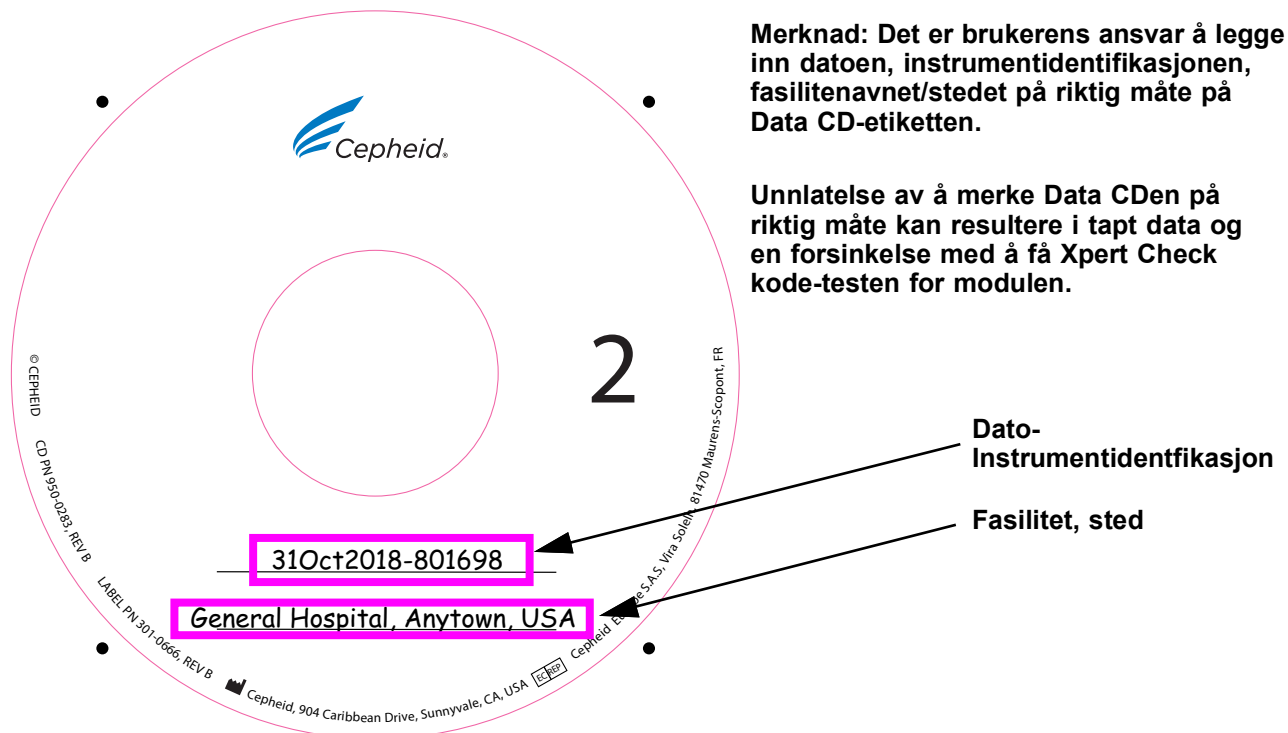 Merknad: Det er brukerens ansvar å legge
inn datoen, instrumentidentifikasjonen,
fasilitenavnet/stedet på riktig måte på
Data CD-etiketten.
Unnlatelse av å merke Data CDen på
riktig måte kan resultere i tapt data og
en forsinkelse med å få Xpert Check
kode-testen for modulen.
Cepheid®
2
Dato-
Instrumentidentfikasjon
Fasilitet, sted
31Oct2018-801698
General Hospital, Anytown, USA
© CEPHEID CD PN 950-0283, REV B LABEL PN 301-0666, REV B Cepheid, 904 Caribbean Drive, Sunnyvale, CA, USA EC REP Cepheid Europe S.A.S, Vira Solelh, 81470 Maurens-Scopont, FR